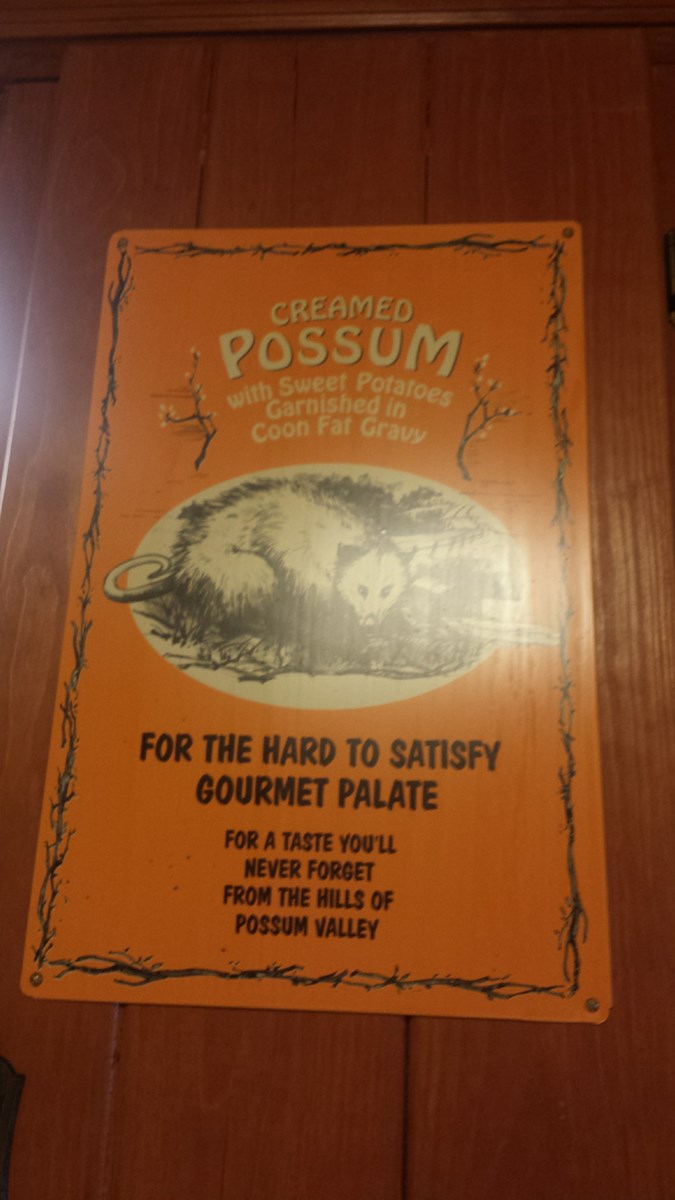 CREAMED
POSSUM
with Sweet Potatoes
Garnished in
Coon Fat Gravy
FOR THE HARD TO SATISFY
GOURMET PALATE
FOR A TASTE YOU'LL
NEVER FORGET
FROM THE HILLS OF
POSSUM VALLEY